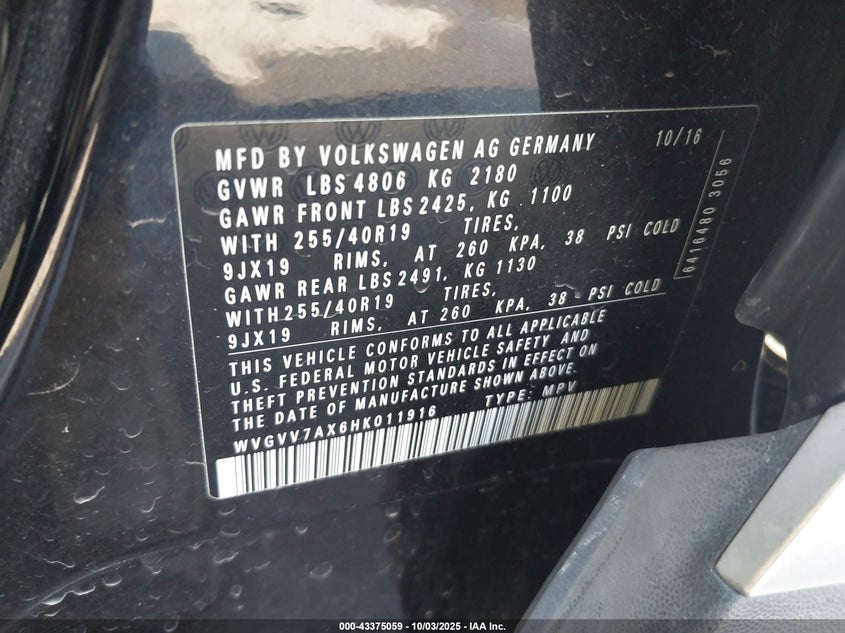 MFD BY VOLKSWAGEN AG GERMANY 10/16
GVWR LBS 4806 KG 2180
GAWR FRONT LBS 2425, KG 1100
WITH 255/40R19 TIRES,
9JX19 RIMS, AT 260 KPA, 38 PSI COLD
GAWR REAR LBS 2491, KG 1130
WITH 255/40R19 TIRES,
9JX19 RIMS, AT 260 KPA, 38 - PSI COLD
THIS VEHICLE CONFORMS TO ALL APPLICABLE
U.S. FEDERAL MOTOR VEHICLE SAFETY AND
THEFT PREVENTION STANDARDS IN EFFECT ON
THE DATE OF MANUFACTURE SHOWN ABOVE.
WVGVV7AX6HK011916 TYPE: MPV
6416480 3056
000-43375059 - 10/03/2025 - IAA Inc.